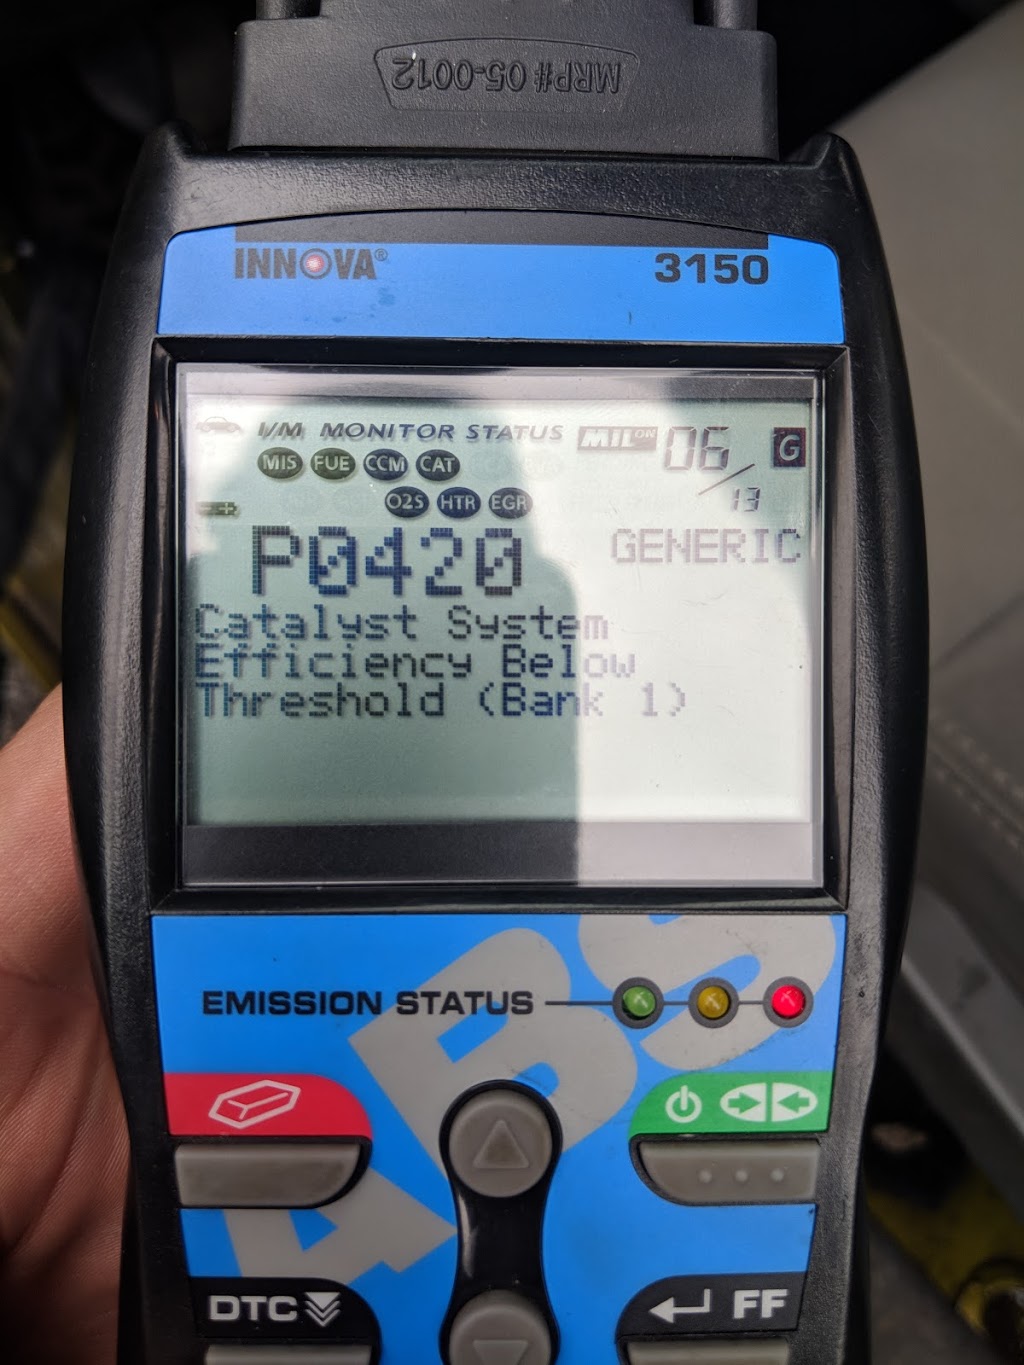 MRP# 05-0012
INNOVA® 3150
I/M MONITOR STATUS MIL ON 06 G
MIS FUE CCM CAT
13
O2S HTR EGR
P0420 GENERIC
Catalyst System
Efficiency Below
Threshold (Bank 1)
ABS
EMISSION STATUS
DTC
FF